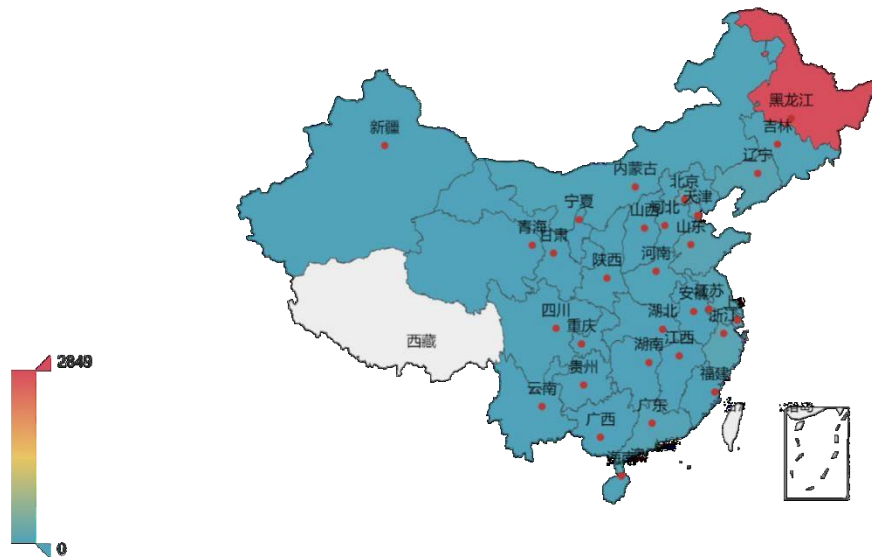 黑龙江
吉林
新疆
辽宁
内蒙古
北京
天津
宁夏
山西
河北
青海
甘肃
山东
陕西
河南
四川
重庆
湖北
安徽
江苏
浙江
湖南
江西
西藏
贵州
福建
云南
广西
广东
海南
2849
0